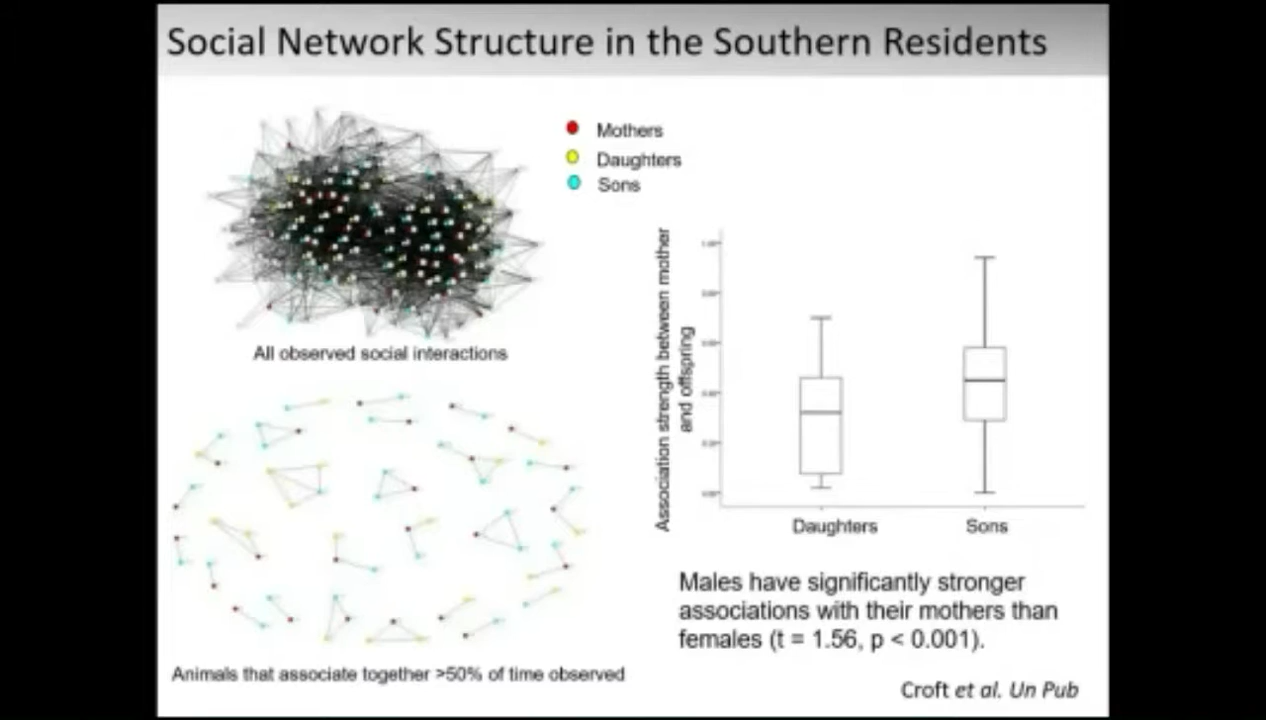 Social Network Structure in the Southern Residents
Mothers
Daughters
Sons
All observed social interactions
Animals that associate together >50% of time observed
Association strength between mother
and offspring
Daughters
Sons
Males have significantly stronger
associations with their mothers than
females (t = 1.56, p < 0.001).
Croft et al. Un Pub